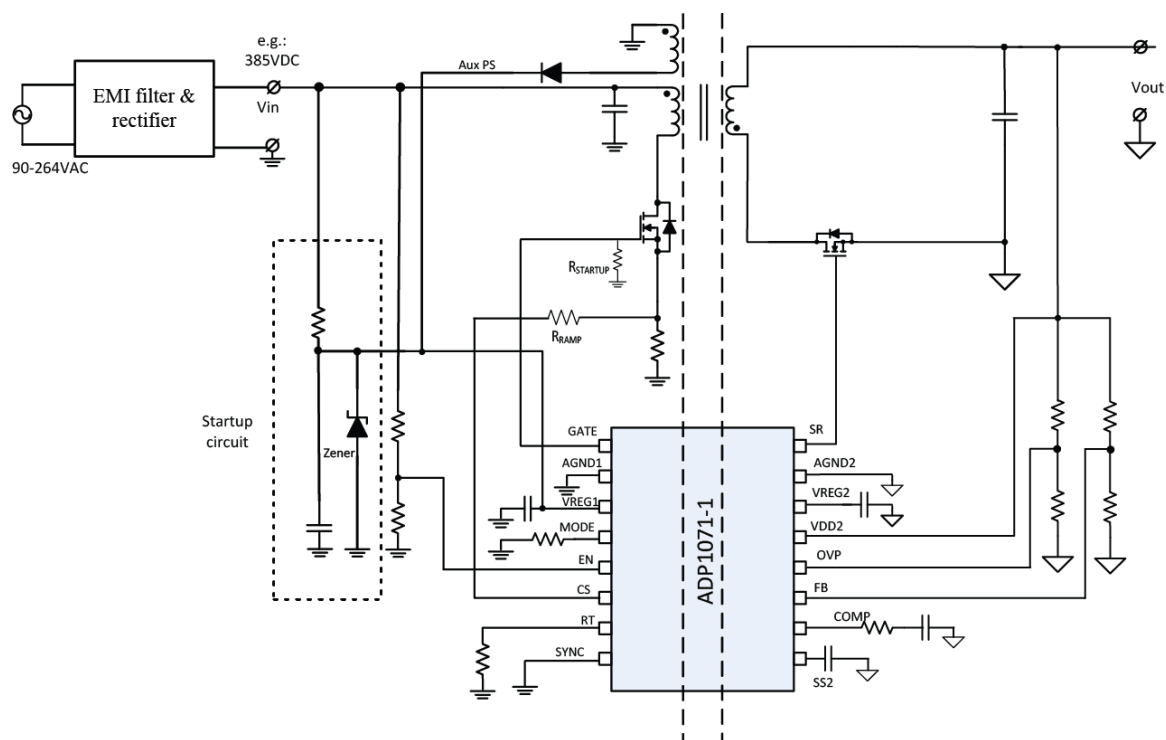 e.g.:
385VDC
Aux PS
EMI filter &
rectifier
Vin
Vout
90-264VAC
RSTARTUP
RRAMP
Startup
circuit
Zener
GATE
AGND1
VREG1
MODE
EN
CS
RT
SYNC
ADP1071-1
SR
AGND2
VREG2
VDD2
OVP
FB
COMP
SS2